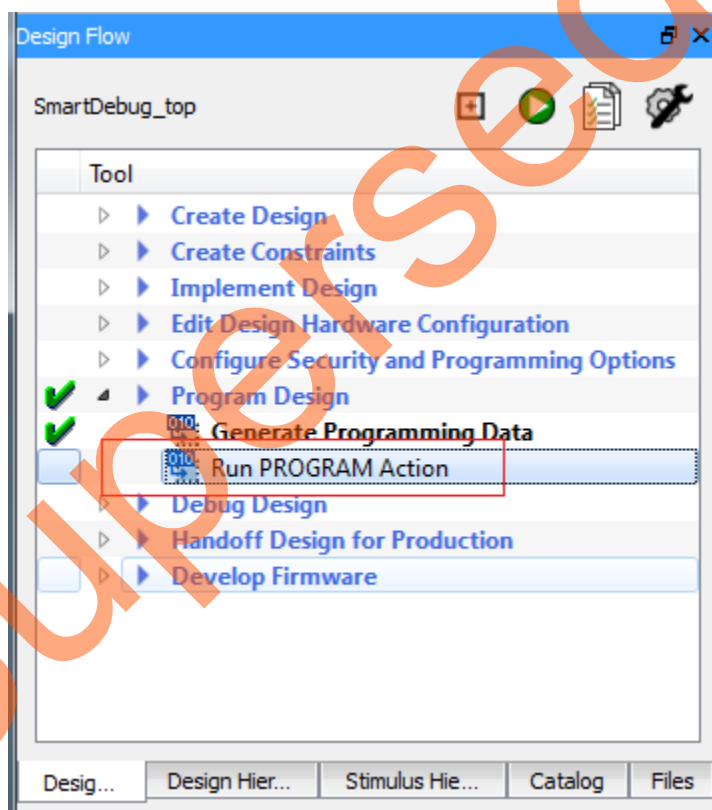 Design Flow
SmartDebug_top
Tool
Create Design
Create Constraints
Implement Design
Edit Design Hardware Configuration
Configure Security and Programming Options
Program Design
Generate Programming Data
Run PROGRAM Action
Debug Design
Handoff Design for Production
Develop Firmware
Desig... Design Hier... Stimulus Hie... Catalog Files
Supersed